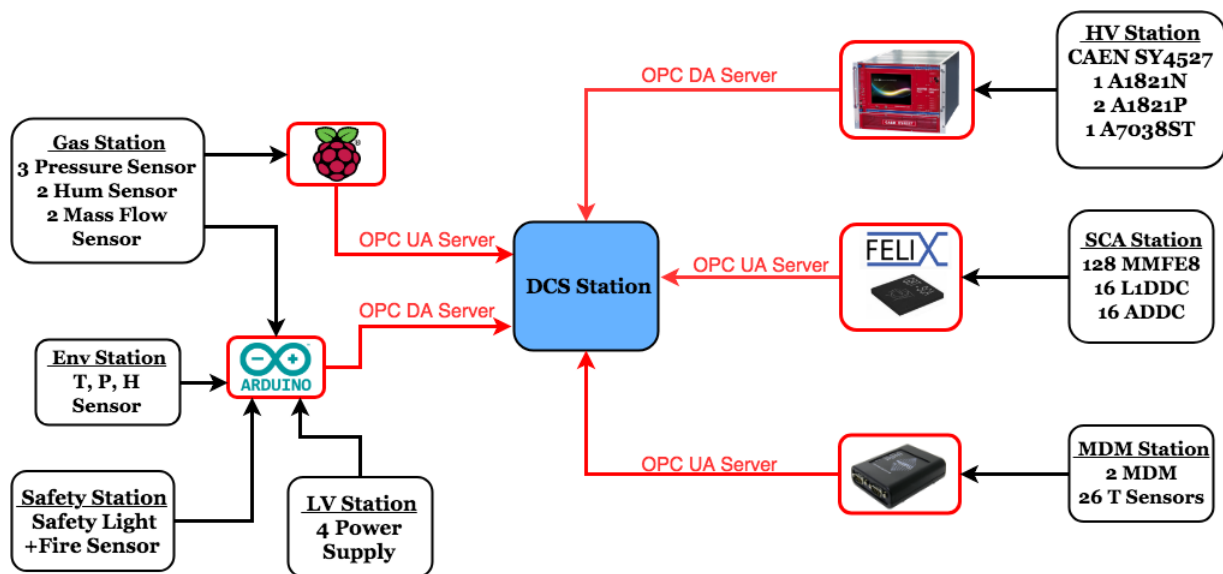 HV Station
CAEN SY4527
1 A1821N
2 A1821P
1 A7038ST
OPC DA Server
Gas Station
3 Pressure Sensor
2 Hum Sensor
2 Mass Flow
Sensor
OPC UA Server
DCS Station
FELIX
OPC UA Server
SCA Station
128 MMFE8
16 L1DDC
16 ADDC
OPC DA Server
Env Station
T, P, H
Sensor
ARDUINO
Safety Station
Safety Light
+Fire Sensor
LV Station
4 Power
Supply
OPC UA Server
MDM Station
2 MDM
26 T Sensors